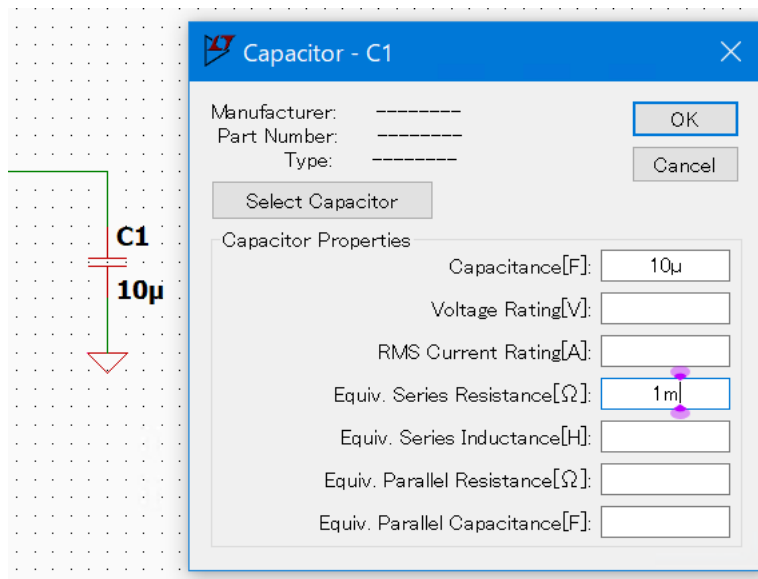 Capacitor - C1
Manufacturer: --------
Part Number: --------
Type: --------
OK
Cancel
Select Capacitor
C1
10µ
Capacitor Properties
Capacitance[F]: 10µ
Voltage Rating[V]:
RMS Current Rating[A]:
Equiv. Series Resistance[Ω]: 1m
Equiv. Series Inductance[H]:
Equiv. Parallel Resistance[Ω]:
Equiv. Parallel Capacitance[F]: